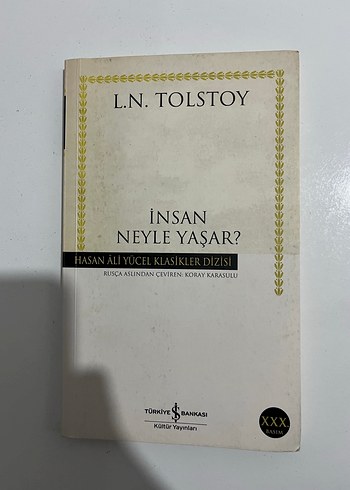 L.N. TOLSTOY
İNSAN
NEYLE YAŞAR?
HASAN ÂLİ YÜCEL KLASİKLER DİZİSİ
RUSÇA ASLINDAN ÇEVİREN: KORAY KARASULU
TÜRKİYE İŞ BANKASI
Kültür Yayınları
XXX
BASIM